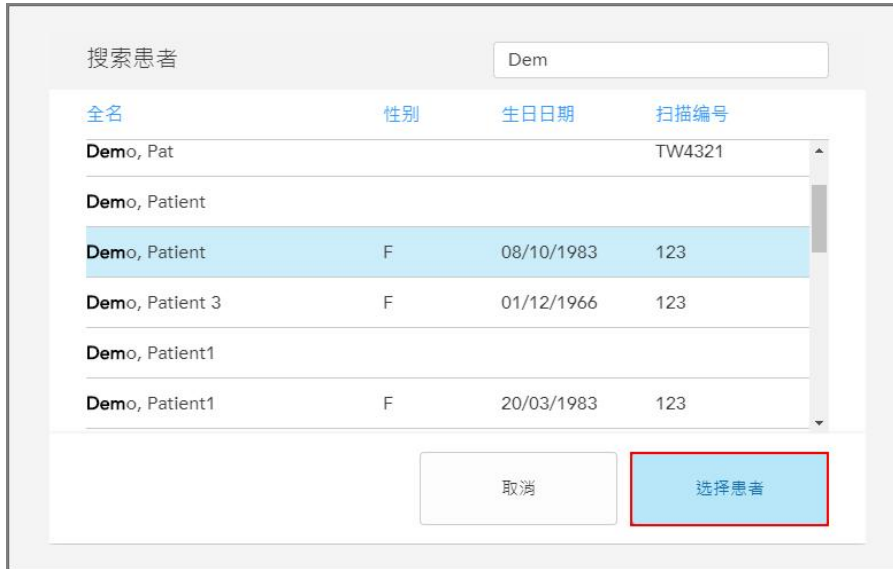 搜索患者 Dem
全名 性别 生日日期 扫描编号
Demo, Pat TW4321
Demo, Patient
Demo, Patient F 08/10/1983 123
Demo, Patient 3 F 01/12/1966 123
Demo, Patient1
Demo, Patient1 F 20/03/1983 123
取消 选择患者